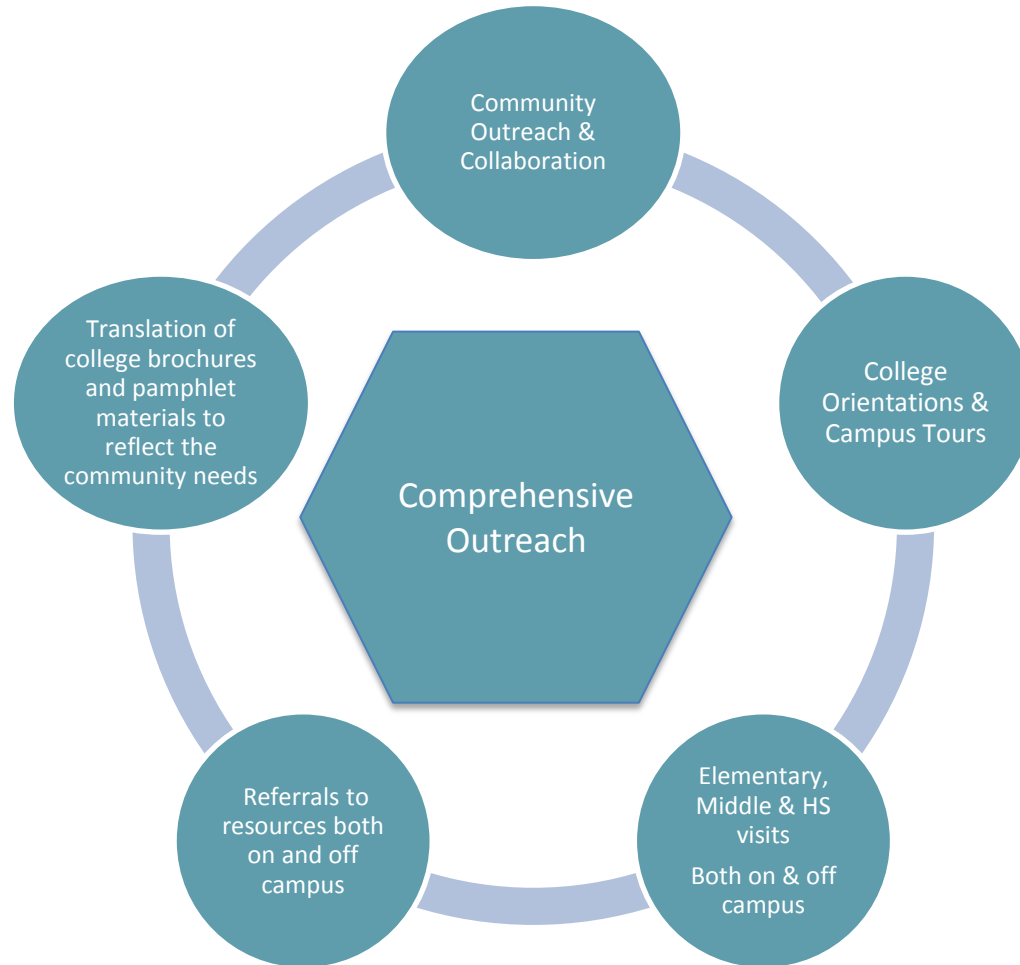 Community
Outreach &
Collaboration
College
Orientations &
Campus Tours
Elementary,
Middle & HS
visits
Both on & off
campus
Referrals to
resources both
on and off
campus
Translation of
college brochures
and pamphlet
materials to
reflect the
community needs
Comprehensive
Outreach